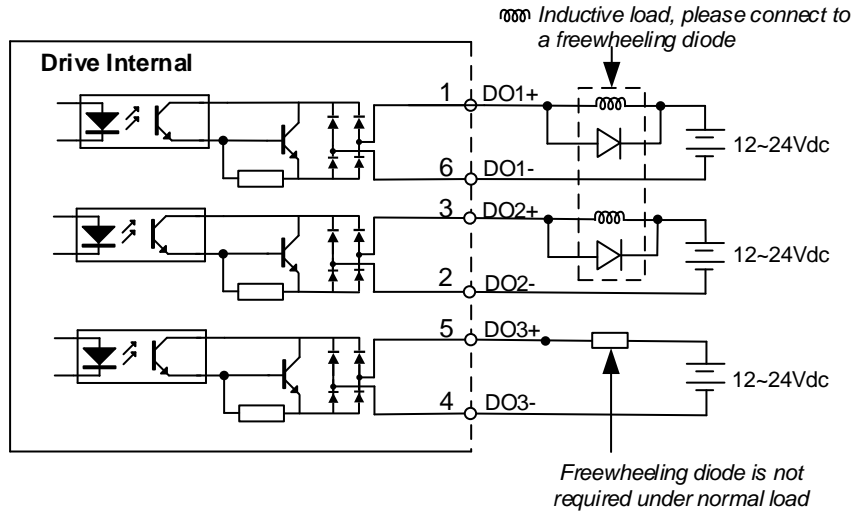 Inductive load, please connect to
a freewheeling diode
Drive Internal
1 DO1+
12~24Vdc
6 DO1-
3 DO2+
12~24Vdc
2 DO2-
5 DO3+
12~24Vdc
4 DO3-
Freewheeling diode is not
required under normal load